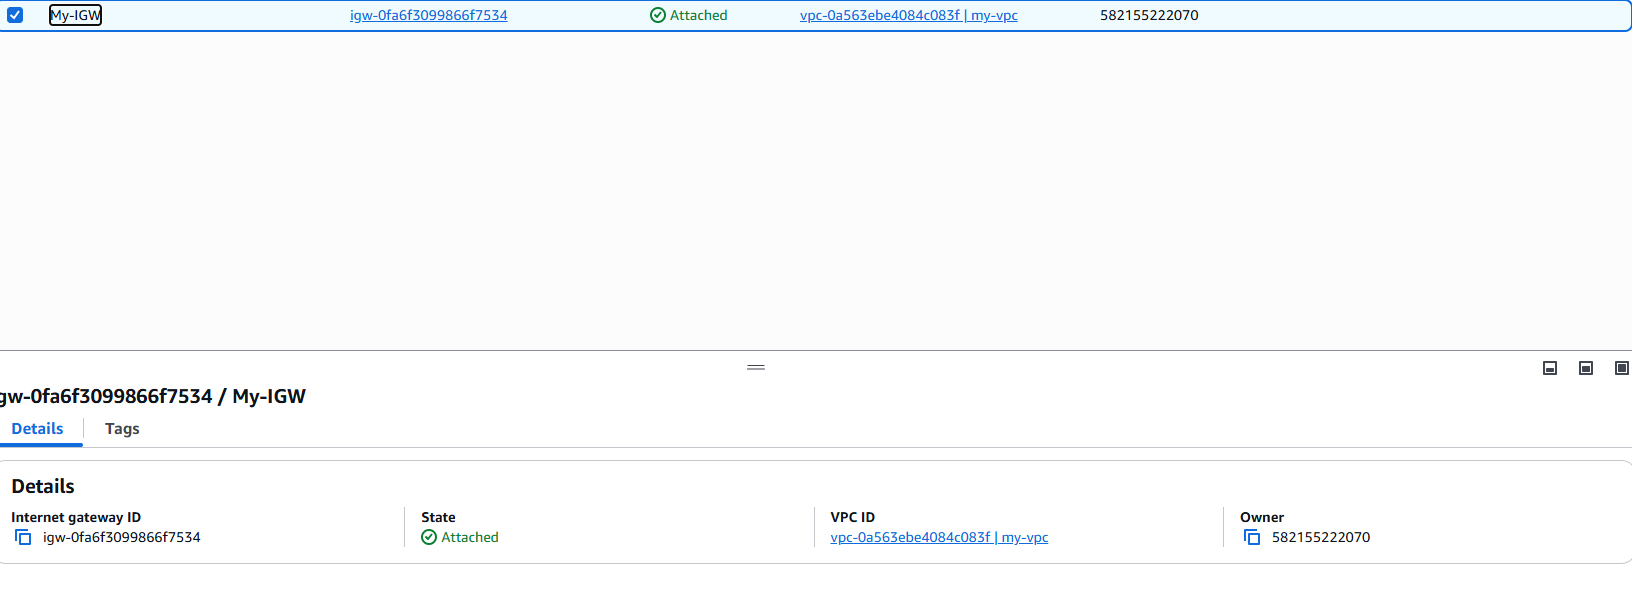 My-IGW igw-0fa6f3099866f7534 Attached vpc-0a563ebe4084c083f | my-vpc 582155222070
gw-0fa6f3099866f7534 / My-IGW
Details Tags
Details
Internet gateway ID State VPC ID Owner
igw-0fa6f3099866f7534 Attached vpc-0a563ebe4084c083f | my-vpc 582155222070